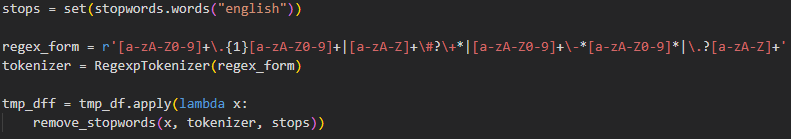 stops = set(stopwords.words("english"))
regex_form = r'[a-zA-Z0-9]+\.{1}[a-zA-Z0-9]+|[a-zA-Z]+\#?\+*|[a-zA-Z0-9]+\-*[a-zA-Z0-9]*|\.?[a-zA-Z]+'
tokenizer = RegexpTokenizer(regex_form)
tmp_dff = tmp_df.apply(lambda x:
    remove_stopwords(x, tokenizer, stops))